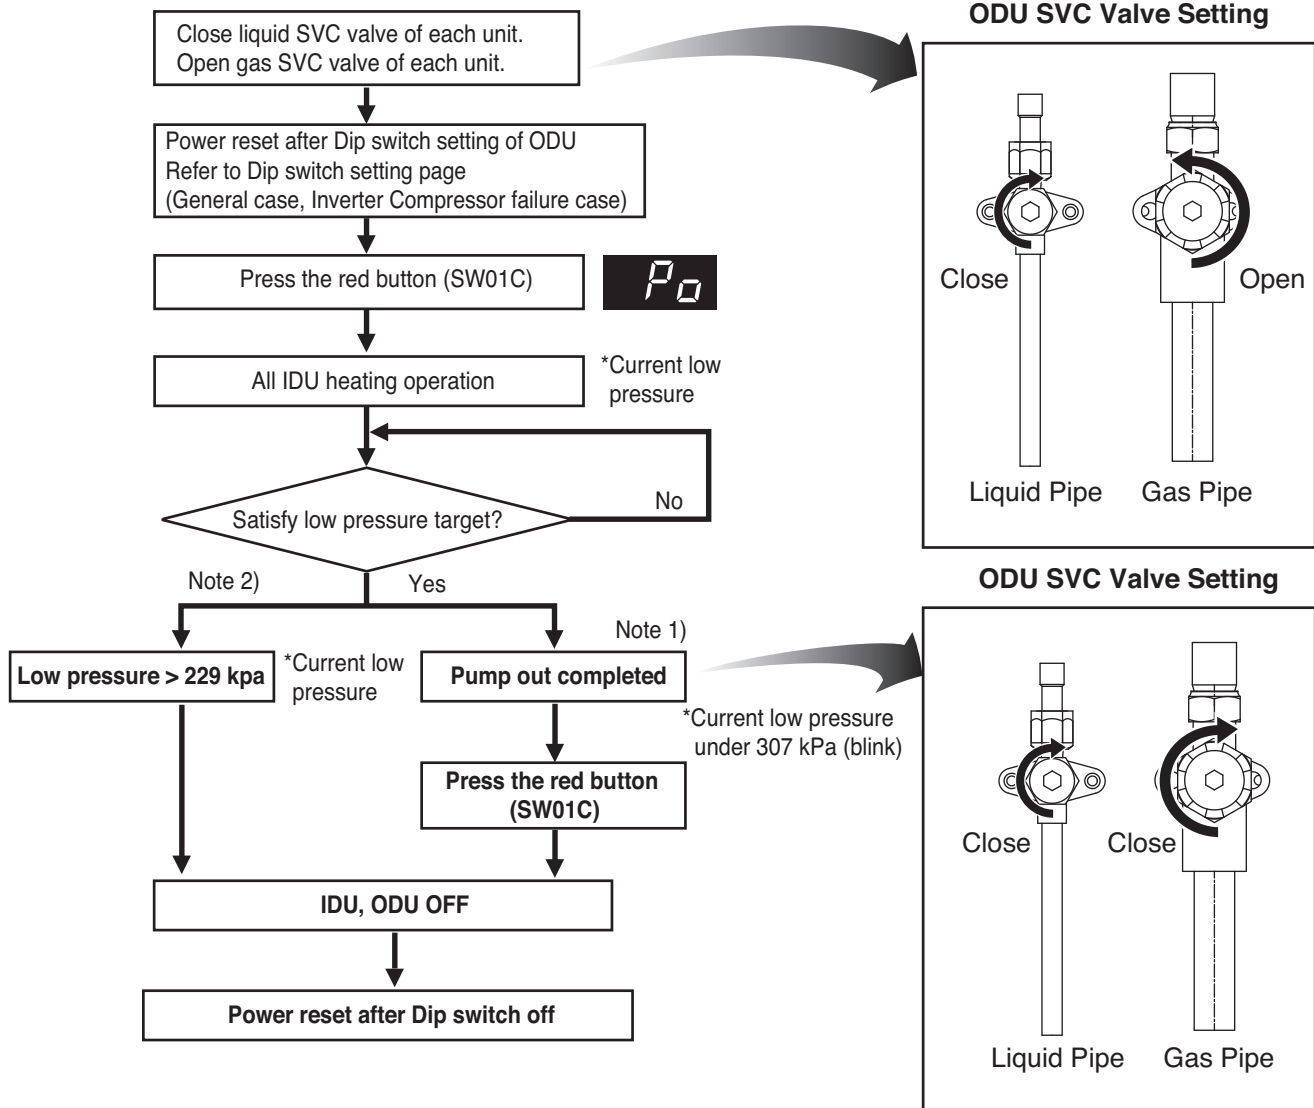 ODU SVC Valve Setting
Close liquid SVC valve of each unit.
Open gas SVC valve of each unit.
Power reset after Dip switch setting of ODU
Refer to Dip switch setting page
(General case, Inverter Compressor failure case)
Press the red button (SW01C)
Po
Close
Open
All IDU heating operation
*Current low
pressure
Satisfy low pressure target?
No
Liquid Pipe
Gas Pipe
Note 2)
Yes
ODU SVC Valve Setting
Note 1)
Low pressure > 229 kpa
*Current low
pressure
Pump out completed
*Current low pressure
under 307 kPa (blink)
Press the red button
(SW01C)
Close
Close
IDU, ODU OFF
Power reset after Dip switch off
Liquid Pipe
Gas Pipe